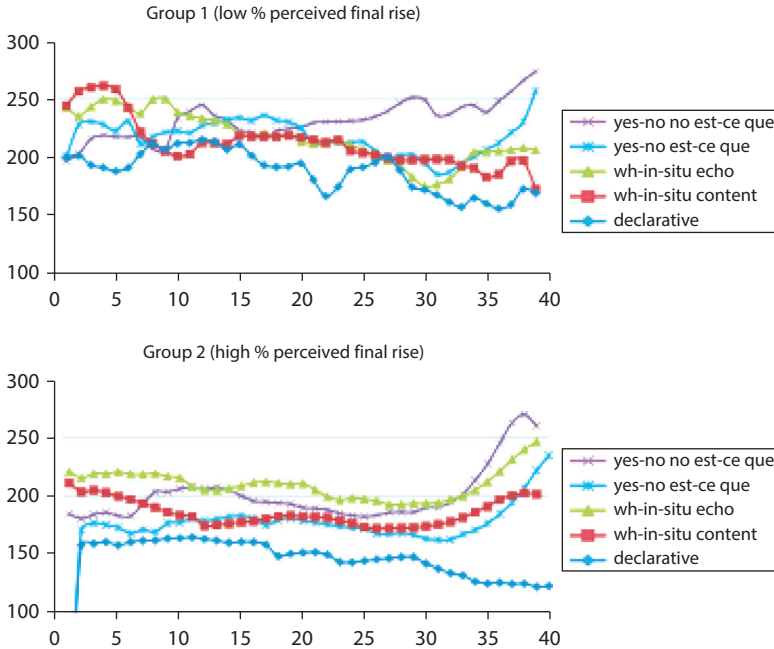 Group 1 (low % perceived final rise)
300
250
200
150
100
0 5 10 15 20 25 30 35 40
yes-no no est-ce que
yes-no est-ce que
wh-in-situ echo
wh-in-situ content
declarative
Group 2 (high % perceived final rise)
300
250
200
150
100
0 5 10 15 20 25 30 35 40
yes-no no est-ce que
yes-no est-ce que
wh-in-situ echo
wh-in-situ content
declarative